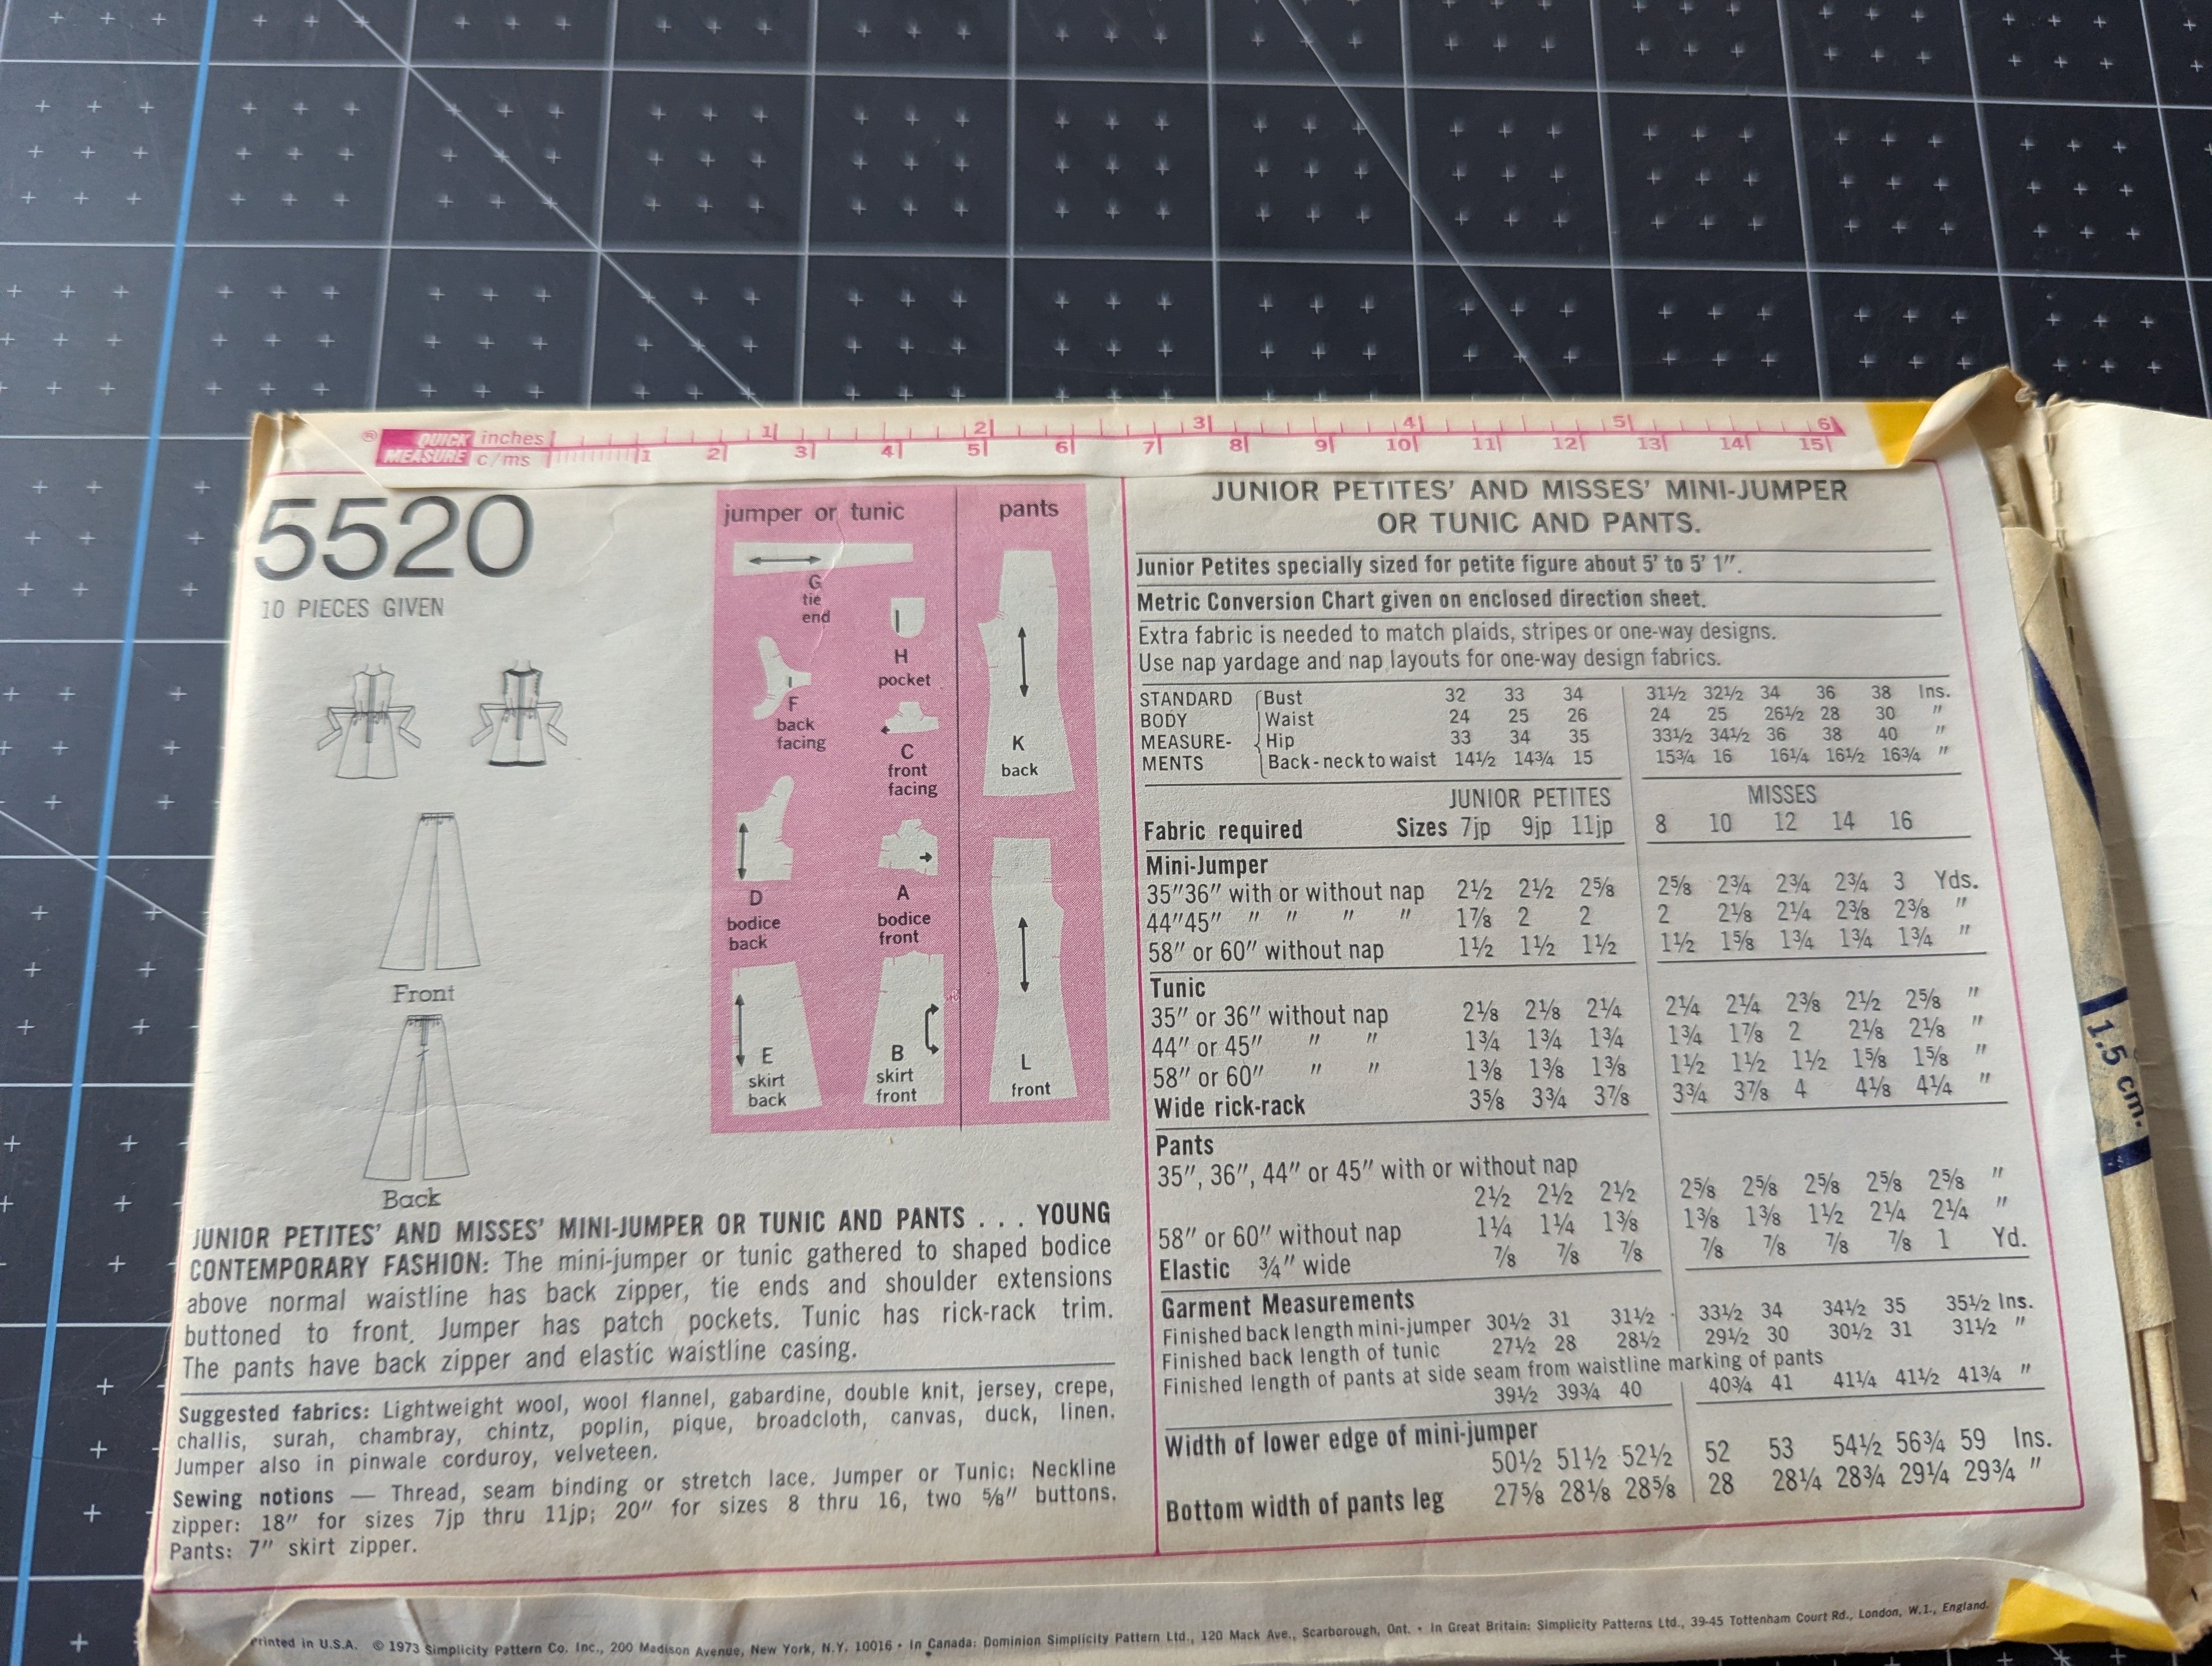 ® QUICK MEASURE inches 1 2 3 4 5 6
c/ms 1 2 3 4 5 6 7 8 9 10 11 12 13 14 15
5520
10 PIECES GIVEN
Front
Back
jumper or tunic
pants
G
tie
end
H
pocket
F
back
facing
C
front
facing
K
back
D
bodice
back
A
bodice
front
E
skirt
back
B
skirt
front
L
front
JUNIOR PETITES' AND MISSES' MINI-JUMPER OR TUNIC AND PANTS . . . YOUNG
CONTEMPORARY FASHION: The mini-jumper or tunic gathered to shaped bodice
above normal waistline has back zipper, tie ends and shoulder extensions
buttoned to front. Jumper has patch pockets. Tunic has rick-rack trim.
The pants have back zipper and elastic waistline casing.
Suggested fabrics: Lightweight wool, wool flannel, gabardine, double knit, jersey, crepe,
challis, surah, chambray, chintz, poplin, pique, broadcloth, canvas, duck, linen.
Jumper also in pinwale corduroy, velveteen.
Sewing notions — Thread, seam binding or stretch lace. Jumper or Tunic: Neckline
zipper: 18" for sizes 7jp thru 11jp; 20" for sizes 8 thru 16, two 5/8" buttons.
Pants: 7" skirt zipper.
JUNIOR PETITES' AND MISSES' MINI-JUMPER
OR TUNIC AND PANTS.
Junior Petites specially sized for petite figure about 5' to 5' 1".
Metric Conversion Chart given on enclosed direction sheet.
Extra fabric is needed to match plaids, stripes or one-way designs.
Use nap yardage and nap layouts for one-way design fabrics.
STANDARD Bust 32 33 34 31½ 32½ 34 36 38 Ins.
BODY Waist 24 25 26 24 25 26½ 28 30 "
MEASURE- Hip 33 34 35 33½ 34½ 36 38 40 "
MENTS Back-neck to waist 14½ 14¾ 15 15¾ 16 16¼ 16½ 16¾ "
JUNIOR PETITES MISSES
Fabric required Sizes 7jp 9jp 11jp 8 10 12 14 16
Mini-Jumper
35"36" with or without nap 2½ 2½ 2⅝ 2⅝ 2¾ 2¾ 2¾ 3 Yds.
44"45" " " " " 1⅞ 2 2 2 2⅛ 2¼ 2⅜ 2⅜ "
58" or 60" without nap 1½ 1½ 1½ 1½ 1⅝ 1¾ 1¾ 1¾ "
Tunic
35" or 36" without nap 2⅛ 2⅛ 2¼ 2¼ 2¼ 2⅜ 2½ 2⅝ "
44" or 45" " " 1¾ 1¾ 1¾ 1¾ 1⅞ 2 2⅛ 2⅛ "
58" or 60" " " 1⅜ 1⅜ 1⅜ 1½ 1½ 1½ 1⅝ 1⅝ "
Wide rick-rack 3⅝ 3¾ 3⅞ 3¾ 3⅞ 4 4⅛ 4¼ "
Pants
35", 36", 44" or 45" with or without nap
2½ 2½ 2½ 2⅝ 2⅝ 2⅝ 2⅝ 2⅝ "
58" or 60" without nap 1¼ 1¼ 1⅜ 1⅜ 1⅜ 1½ 2¼ 2¼ "
Elastic ¾" wide ⅞ ⅞ ⅞ ⅞ ⅞ ⅞ ⅞ 1 Yd.
Garment Measurements
Finished back length mini-jumper 30½ 31 31½ 33½ 34 34½ 35 35½ Ins.
Finished back length of tunic 27½ 28 28½ 29½ 30 30½ 31 31½ "
Finished length of pants at side seam from waistline marking of pants
39½ 39¾ 40 40¾ 41 41¼ 41½ 41¾ "
Width of lower edge of mini-jumper
50½ 51½ 52½ 52 53 54½ 56¾ 59 Ins.
Bottom width of pants leg 27⅝ 28⅛ 28⅝ 28 28¼ 28¾ 29¼ 29¾ "
1.5 cm.
Printed in U.S.A. © 1973 Simplicity Pattern Co. Inc., 200 Madison Avenue, New York, N.Y. 10016 • In Canada: Dominion Simplicity Pattern Ltd., 120 Mack Ave., Scarborough, Ont. • In Great Britain: Simplicity Patterns Ltd., 39-45 Tottenham Court Rd., London, W.1., England.